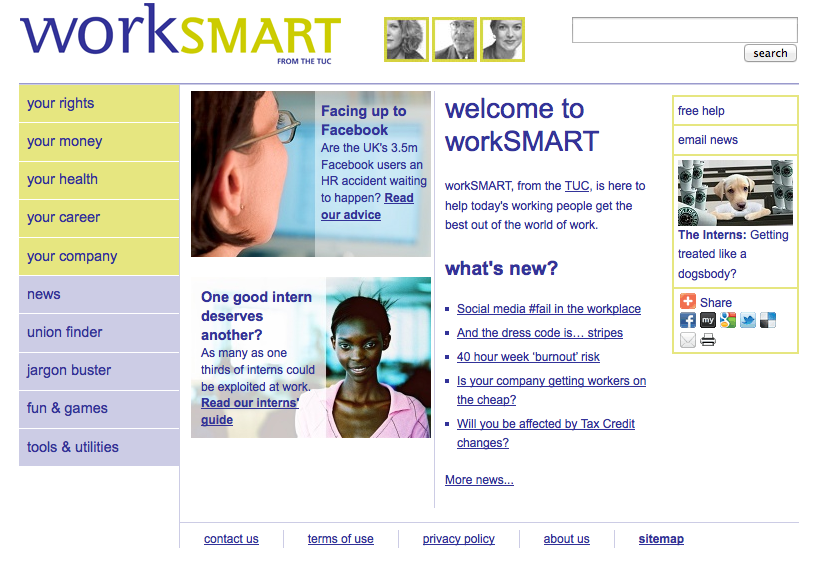 workSMART
FROM THE TUC
search
your rights
your money
your health
your career
your company
news
union finder
jargon buster
fun & games
tools & utilities
Facing up to
Facebook
Are the UK's 3.5m
Facebook users an
HR accident waiting
to happen? Read
our advice
One good intern
deserves
another?
As many as one
thirds of interns could
be exploited at work.
Read our interns'
guide
welcome to
workSMART
workSMART, from the TUC, is here to
help today's working people get the
best out of the world of work.
what's new?
Social media #fail in the workplace
And the dress code is… stripes
40 hour week ‘burnout’ risk
Is your company getting workers on
the cheap?
Will you be affected by Tax Credit
changes?
More news...
free help
email news
The Interns: Getting
treated like a
dogsbody?
Share
my
contact us
terms of use
privacy policy
about us
sitemap